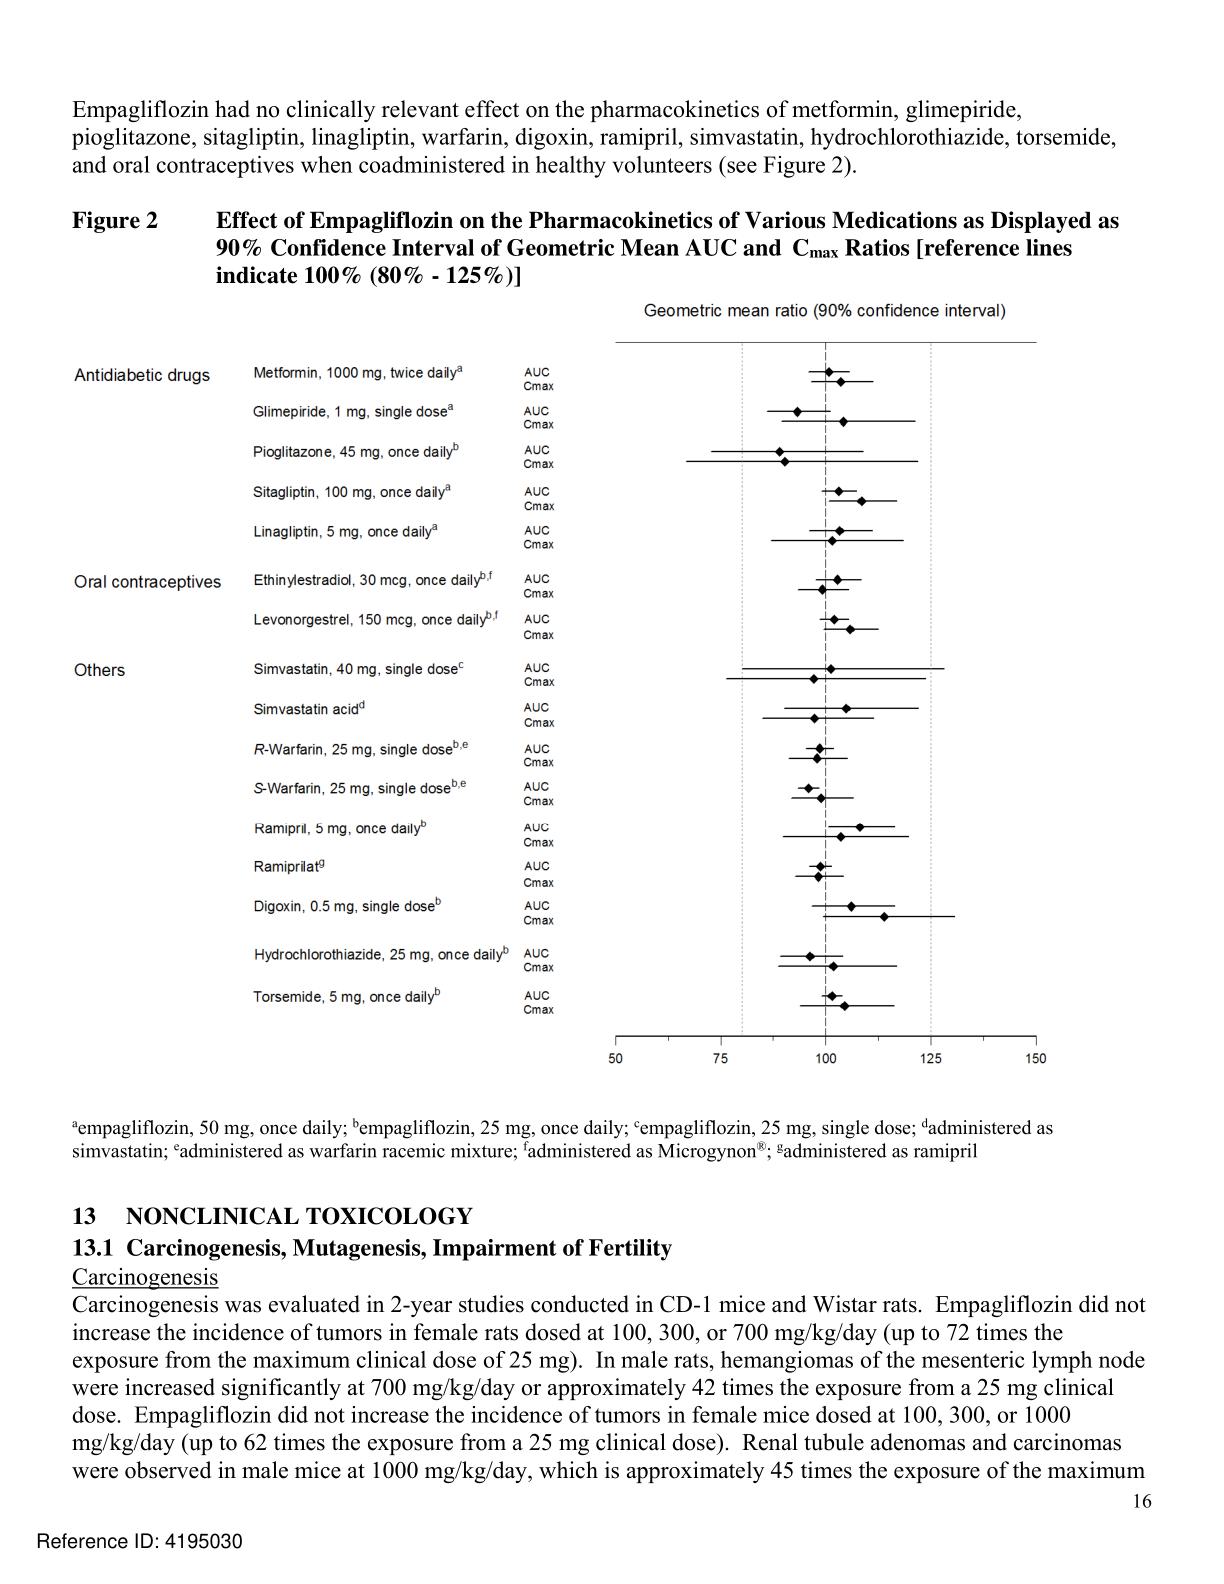 Empagliflozin had no clinically relevant effect on the pharmacokinetics of metformin, glimepiride,
pioglitazone, sitagliptin, linagliptin, warfarin, digoxin, ramipril, simvastatin, hydrochlorothiazide, torsemide,
and oral contraceptives when coadministered in healthy volunteers (see Figure 2).
Figure 2 Effect of Empagliflozin on the Pharmacokinetics of Various Medications as Displayed as
90% Confidence Interval of Geometric Mean AUC and Cmax Ratios [reference lines
indicate 100% (80% - 125%)]
Geometric mean ratio (90% confidence interval)
Antidiabetic drugs Metformin, 1000 mg, twice dailyᵃ AUC
Cmax
Glimepiride, 1 mg, single doseᵃ AUC
Cmax
Pioglitazone, 45 mg, once dailyᵇ AUC
Cmax
Sitagliptin, 100 mg, once dailyᵃ AUC
Cmax
Linagliptin, 5 mg, once dailyᵃ AUC
Cmax
Oral contraceptives Ethinylestradiol, 30 mcg, once dailyᵇ,ᶠ AUC
Cmax
Levonorgestrel, 150 mcg, once dailyᵇ,ᶠ AUC
Cmax
Others Simvastatin, 40 mg, single doseᶜ AUC
Cmax
Simvastatin acidᵈ AUC
Cmax
R-Warfarin, 25 mg, single doseᵇ,ᵉ AUC
Cmax
S-Warfarin, 25 mg, single doseᵇ,ᵉ AUC
Cmax
Ramipril, 5 mg, once dailyᵇ AUC
Cmax
Ramiprilatᵍ AUC
Cmax
Digoxin, 0.5 mg, single doseᵇ AUC
Cmax
Hydrochlorothiazide, 25 mg, once dailyᵇ AUC
Cmax
Torsemide, 5 mg, once dailyᵇ AUC
Cmax
50 75 100 125 150
ᵃempagliflozin, 50 mg, once daily; ᵇempagliflozin, 25 mg, once daily; ᶜempagliflozin, 25 mg, single dose; ᵈadministered as
simvastatin; ᵉadministered as warfarin racemic mixture; ᶠadministered as Microgynon®; ᵍadministered as ramipril
13 NONCLINICAL TOXICOLOGY
13.1 Carcinogenesis, Mutagenesis, Impairment of Fertility
Carcinogenesis
Carcinogenesis was evaluated in 2-year studies conducted in CD-1 mice and Wistar rats. Empagliflozin did not
increase the incidence of tumors in female rats dosed at 100, 300, or 700 mg/kg/day (up to 72 times the
exposure from the maximum clinical dose of 25 mg). In male rats, hemangiomas of the mesenteric lymph node
were increased significantly at 700 mg/kg/day or approximately 42 times the exposure from a 25 mg clinical
dose. Empagliflozin did not increase the incidence of tumors in female mice dosed at 100, 300, or 1000
mg/kg/day (up to 62 times the exposure from a 25 mg clinical dose). Renal tubule adenomas and carcinomas
were observed in male mice at 1000 mg/kg/day, which is approximately 45 times the exposure of the maximum
16
Reference ID: 4195030